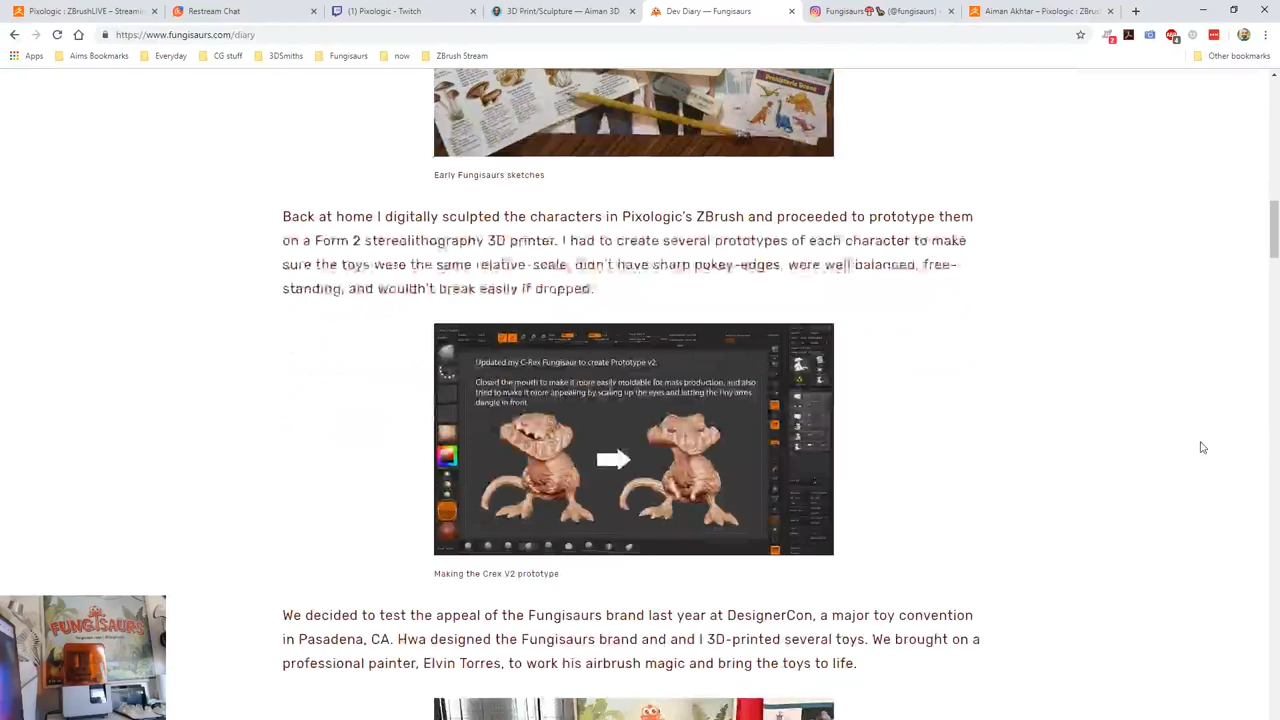 Pixologic : ZBrushLIVE – Streamin
Restream Chat
(1) Pixologic - Twitch
3D Print/Sculpture — Aiman 3D
Dev Diary — Fungisaurs
Fungisaurs (@fungisaurs)
Aiman Akhtar – Pixologic : ZBrus
https://www.fungisaurs.com/diary
Apps
Aims Bookmarks
Everyday
CG stuff
3DSmiths
Fungisaurs
now
ZBrush Stream
Other bookmarks
Prehistoric Scene
Early Fungisaurs sketches
Back at home I digitally sculpted the characters in Pixologic's ZBrush and proceeded to prototype them
on a Form 2 sterealithography 3D printer. I had to create several prototypes of each character to make
sure the toys were the same relative scale, didn't have sharp pokey edges, were well balanced, free-
standing, and wouldn't break easily if dropped.
Updated my C-Rex Fungisaur to create Prototype v2.
Closed the mouth to make it more easily moldable for mass production, and also
tried to make it more appealing by scaling up the eyes and letting the tiny arms
dangle in front.
Making the Crex V2 prototype
We decided to test the appeal of the Fungisaurs brand last year at DesignerCon, a major toy convention
in Pasadena, CA. Hwa designed the Fungisaurs brand and and I 3D-printed several toys. We brought on a
professional painter, Elvin Torres, to work his airbrush magic and bring the toys to life.
FUNGISAURS